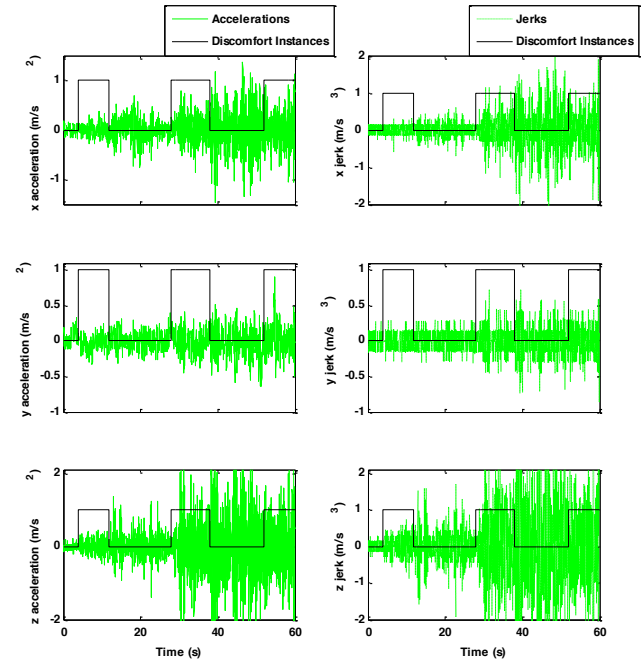 Accelerations
Discomfort Instances
Jerks
Discomfort Instances
x acceleration (m/s²)
1
0
-1
x jerk (m/s³)
2
1
0
-1
-2
y acceleration (m/s²)
1
0.5
0
-0.5
-1
y jerk (m/s³)
1
0.5
0
-0.5
-1
z acceleration (m/s²)
2
1
0
-2
0
20
40
60
Time (s)
z jerk (m/s³)
2
1
0
-1
-2
0
20
40
60
Time (s)